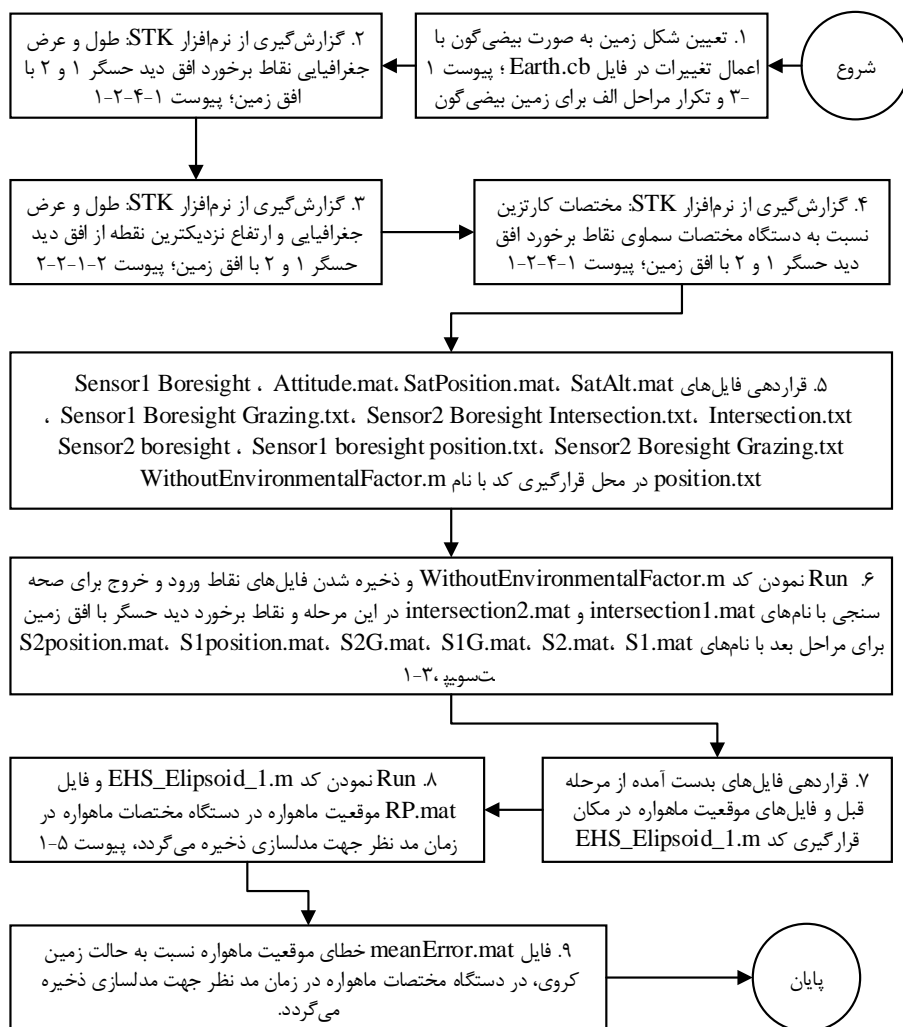 شروع
۱. تعیین شکل زمین به صورت بیضی‌گون با
اعمال تغییرات در فایل Earth.cb ؛ پیوست ۱
-۳ و تکرار مراحل الف برای زمین بیضی‌گون
۲. گزارش‌گیری از نرم‌افزار STK: طول و عرض
جغرافیایی نقاط برخورد افق دید حسگر ۱ و ۲ با
افق زمین؛ پیوست ۱-۴-۲-۱
۳. گزارش‌گیری از نرم‌افزار STK: طول و عرض
جغرافیایی و ارتفاع نزدیکترین نقطه از افق دید
حسگر ۱ و ۲ با افق زمین؛ پیوست ۲-۱-۲-۲
۴. گزارش‌گیری از نرم‌افزار STK: مختصات کارتزین
نسبت به دستگاه مختصات سماوی نقاط برخورد افق
دید حسگر ۱ و ۲ با افق زمین؛ پیوست ۱-۴-۲-۱
۵. قراردهی فایل‌های SatAlt.mat ،SatPosition.mat ،Attitude.mat ، Sensor1 Boresight
Intersection.txt ،Sensor2 Boresight Intersection.txt ،Sensor1 Boresight Grazing.txt ،
Sensor2 Boresight Grazing.txt ،Sensor1 boresight position.txt ، Sensor2 boresight
position.txt در محل قرارگیری کد با نام WithoutEnvironmentalFactor.m
۶. Run نمودن کد WithoutEnvironmentalFactor.m و ذخیره شدن فایل‌های نقاط ورود و خروج برای صحه
سنجی با نام‌های intersection1.mat و intersection2.mat در این مرحله و نقاط برخورد دید حسگر با افق زمین
برای مراحل بعد با نام‌های S1.mat ،S2.mat ،S1G.mat ،S2G.mat ،S1position.mat ،S2position.mat
،پیوست ۳-۱
۷. قراردهی فایل‌های بدست آمده از مرحله
قبل و فایل‌های موقعیت ماهواره در مکان
قرارگیری کد EHS_Elipsoid_1.m
۸. Run نمودن کد EHS_Elipsoid_1.m و فایل
RP.mat موقعیت ماهواره در دستگاه مختصات ماهواره در
زمان مد نظر جهت مدلسازی ذخیره می‌گردد، پیوست ۵-۱
۹. فایل meanError.mat خطای موقعیت ماهواره نسبت به حالت زمین
کروی، در دستگاه مختصات ماهواره در زمان مد نظر جهت مدلسازی ذخیره
می‌گردد.
پایان